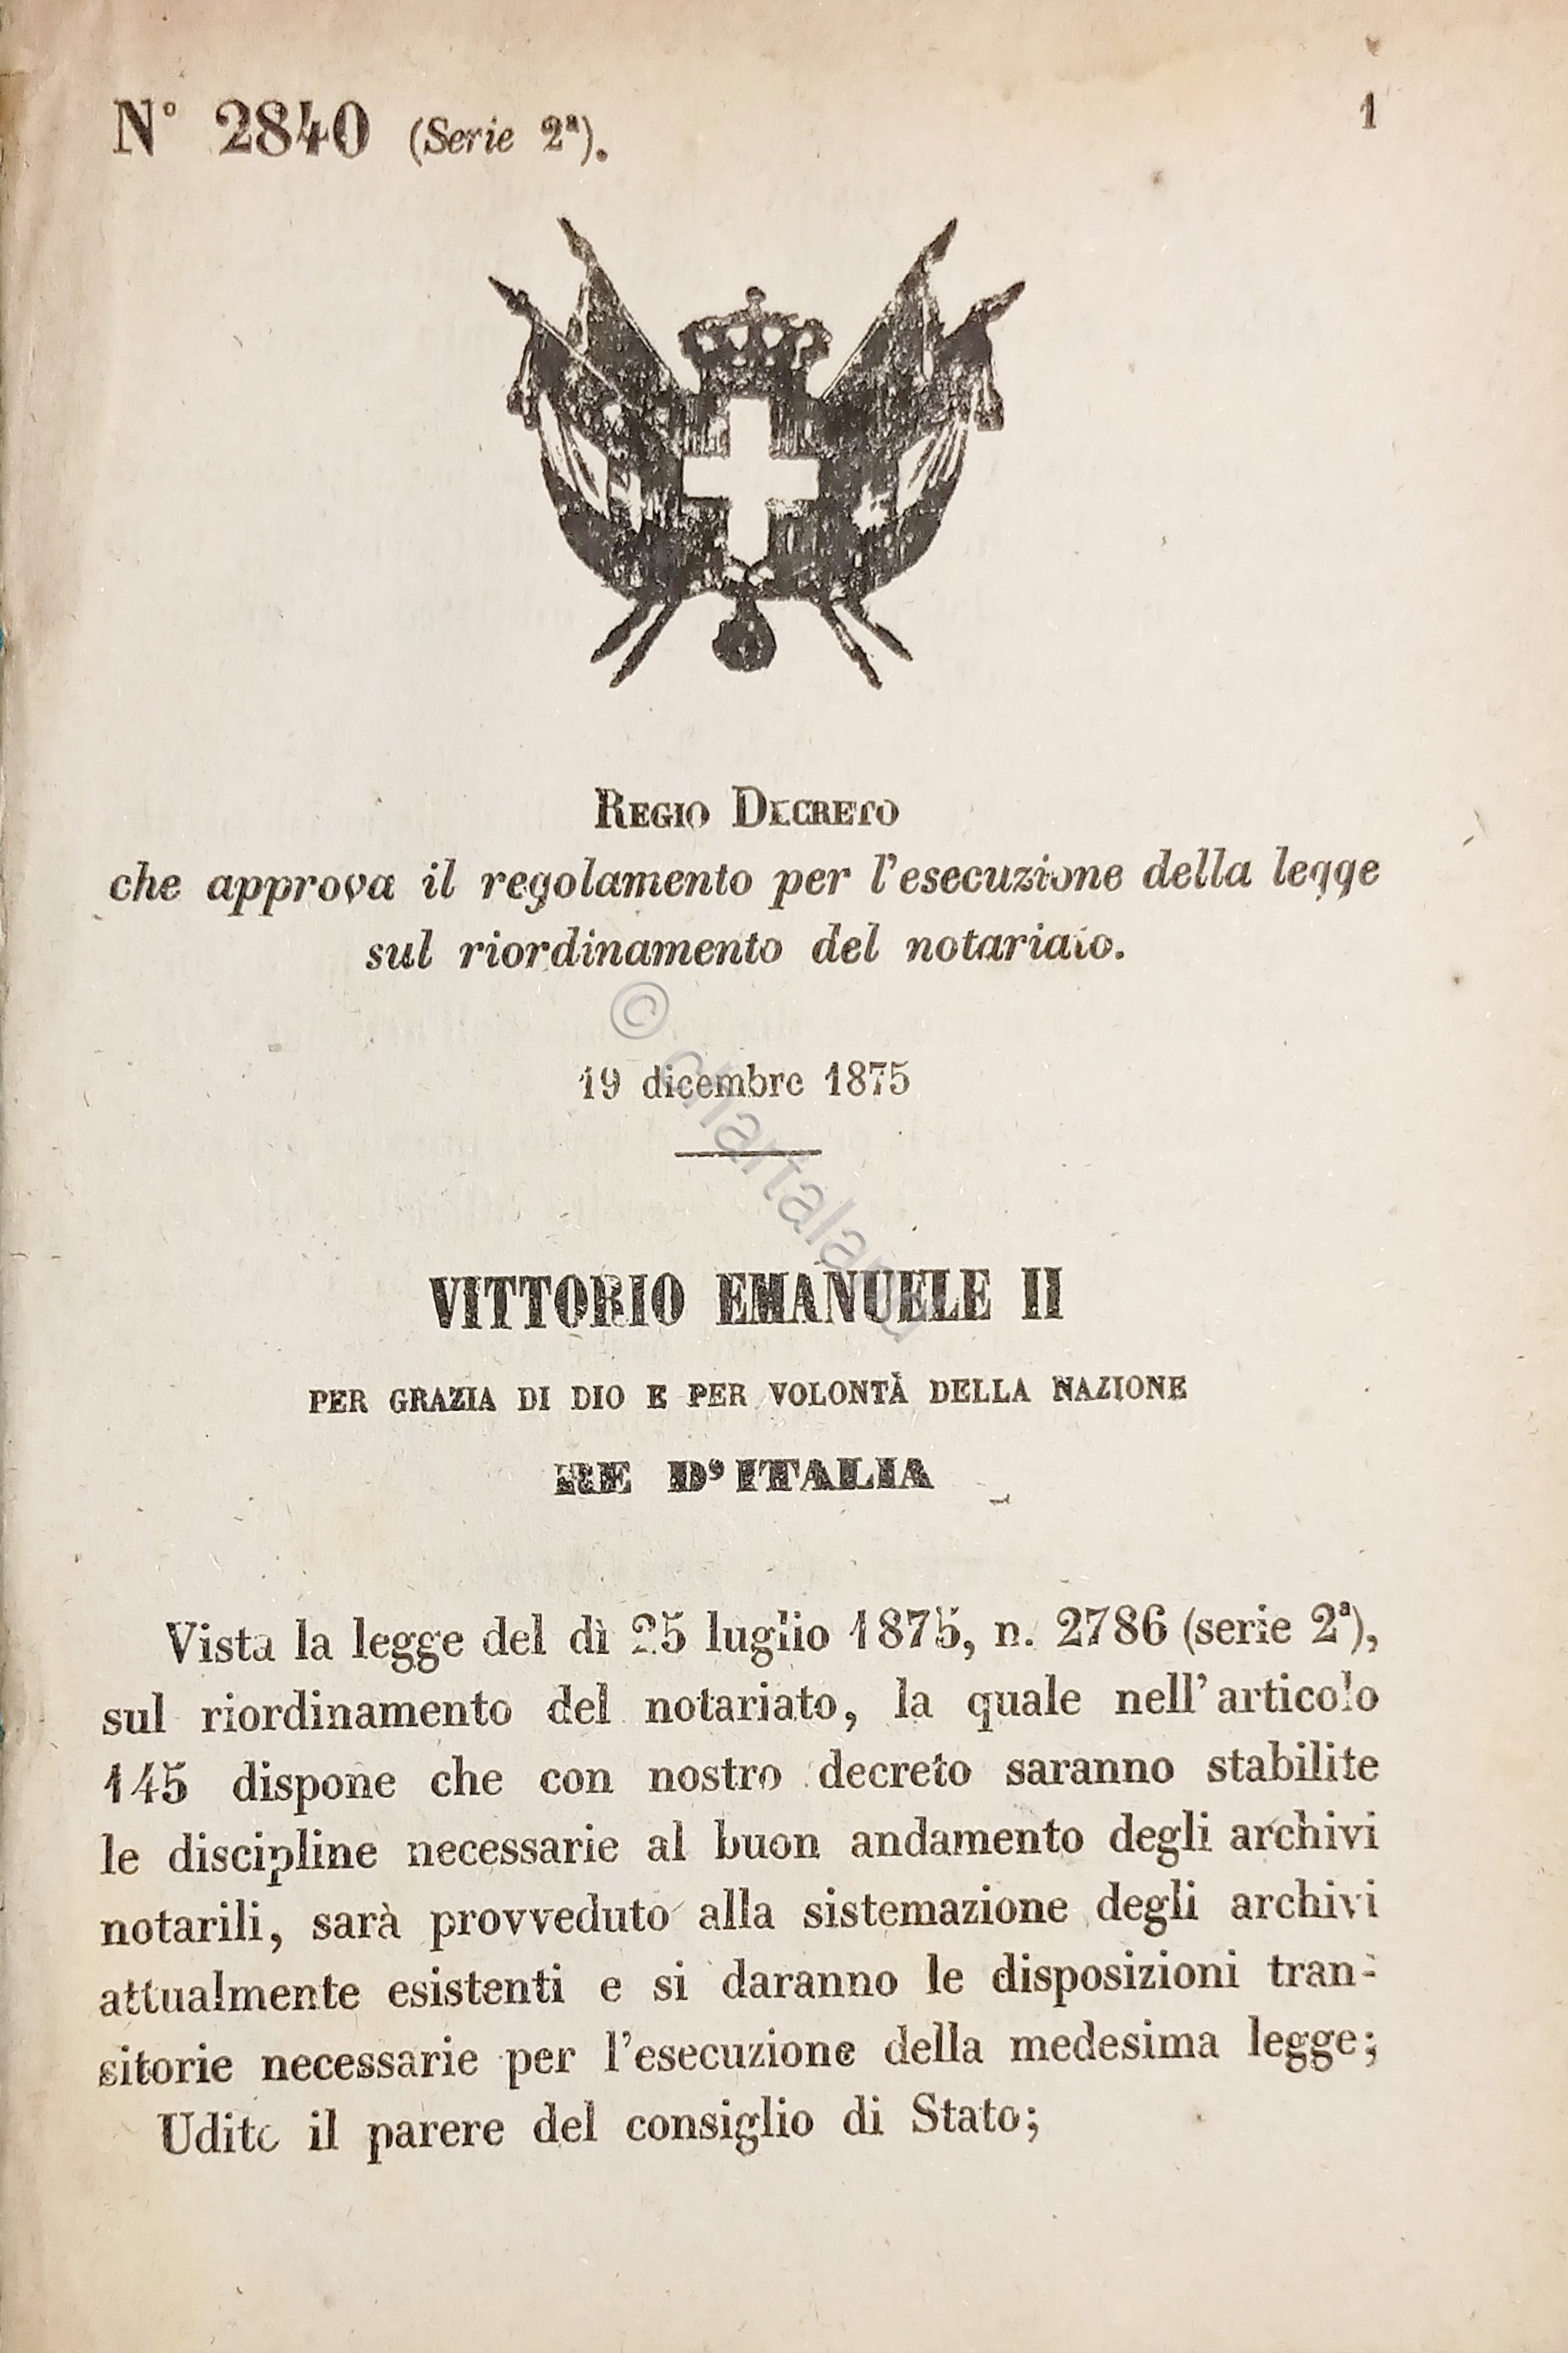 N° 2840 (Serie 2ª).
1
REGIO DECRETO
che approva il regolamento per l'esecuzione della legge
sul riordinamento del notariato.
19 dicembre 1875
VITTORIO EMANUELE II
PER GRAZIA DI DIO E PER VOLONTÀ DELLA NAZIONE
RE D'ITALIA
Vista la legge del dì 25 luglio 1875, n. 2786 (serie 2ª),
sul riordinamento del notariato, la quale nell'articolo
145 dispone che con nostro decreto saranno stabilite
le discipline necessarie al buon andamento degli archivi
notarili, sarà provveduto alla sistemazione degli archivi
attualmente esistenti e si daranno le disposizioni tran-
sitorie necessarie per l'esecuzione della medesima legge;
Udito il parere del consiglio di Stato;